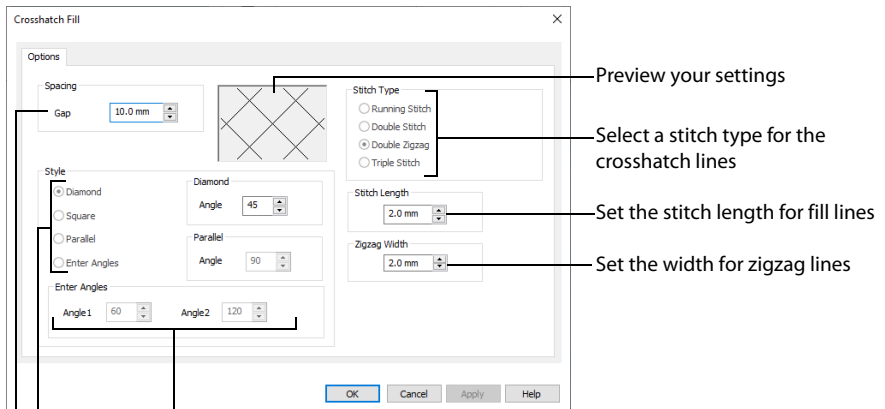 Crosshatch Fill
Options
Spacing
Gap
10.0 mm
Preview your settings
Stitch Type
Running Stitch
Double Stitch
Double Zigzag
Triple Stitch
Select a stitch type for the
crosshatch lines
Style
Diamond
Square
Parallel
Enter Angles
Diamond
Angle
45
Parallel
Angle
90
Stitch Length
2.0 mm
Set the stitch length for fill lines
Zigzag Width
2.0 mm
Set the width for zigzag lines
Enter Angles
Angle1
60
Angle2
120
OK
Cancel
Apply
Help